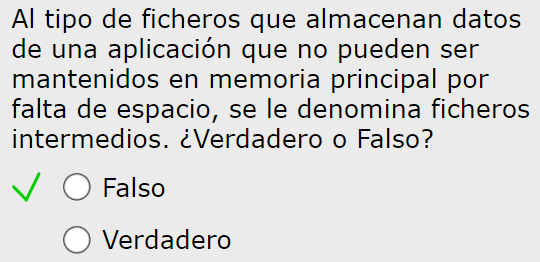 Al tipo de ficheros que almacenan datos
de una aplicación que no pueden ser
mantenidos en memoria principal por
falta de espacio, se le denomina ficheros
intermedios. ¿Verdadero o Falso?
Falso
Verdadero